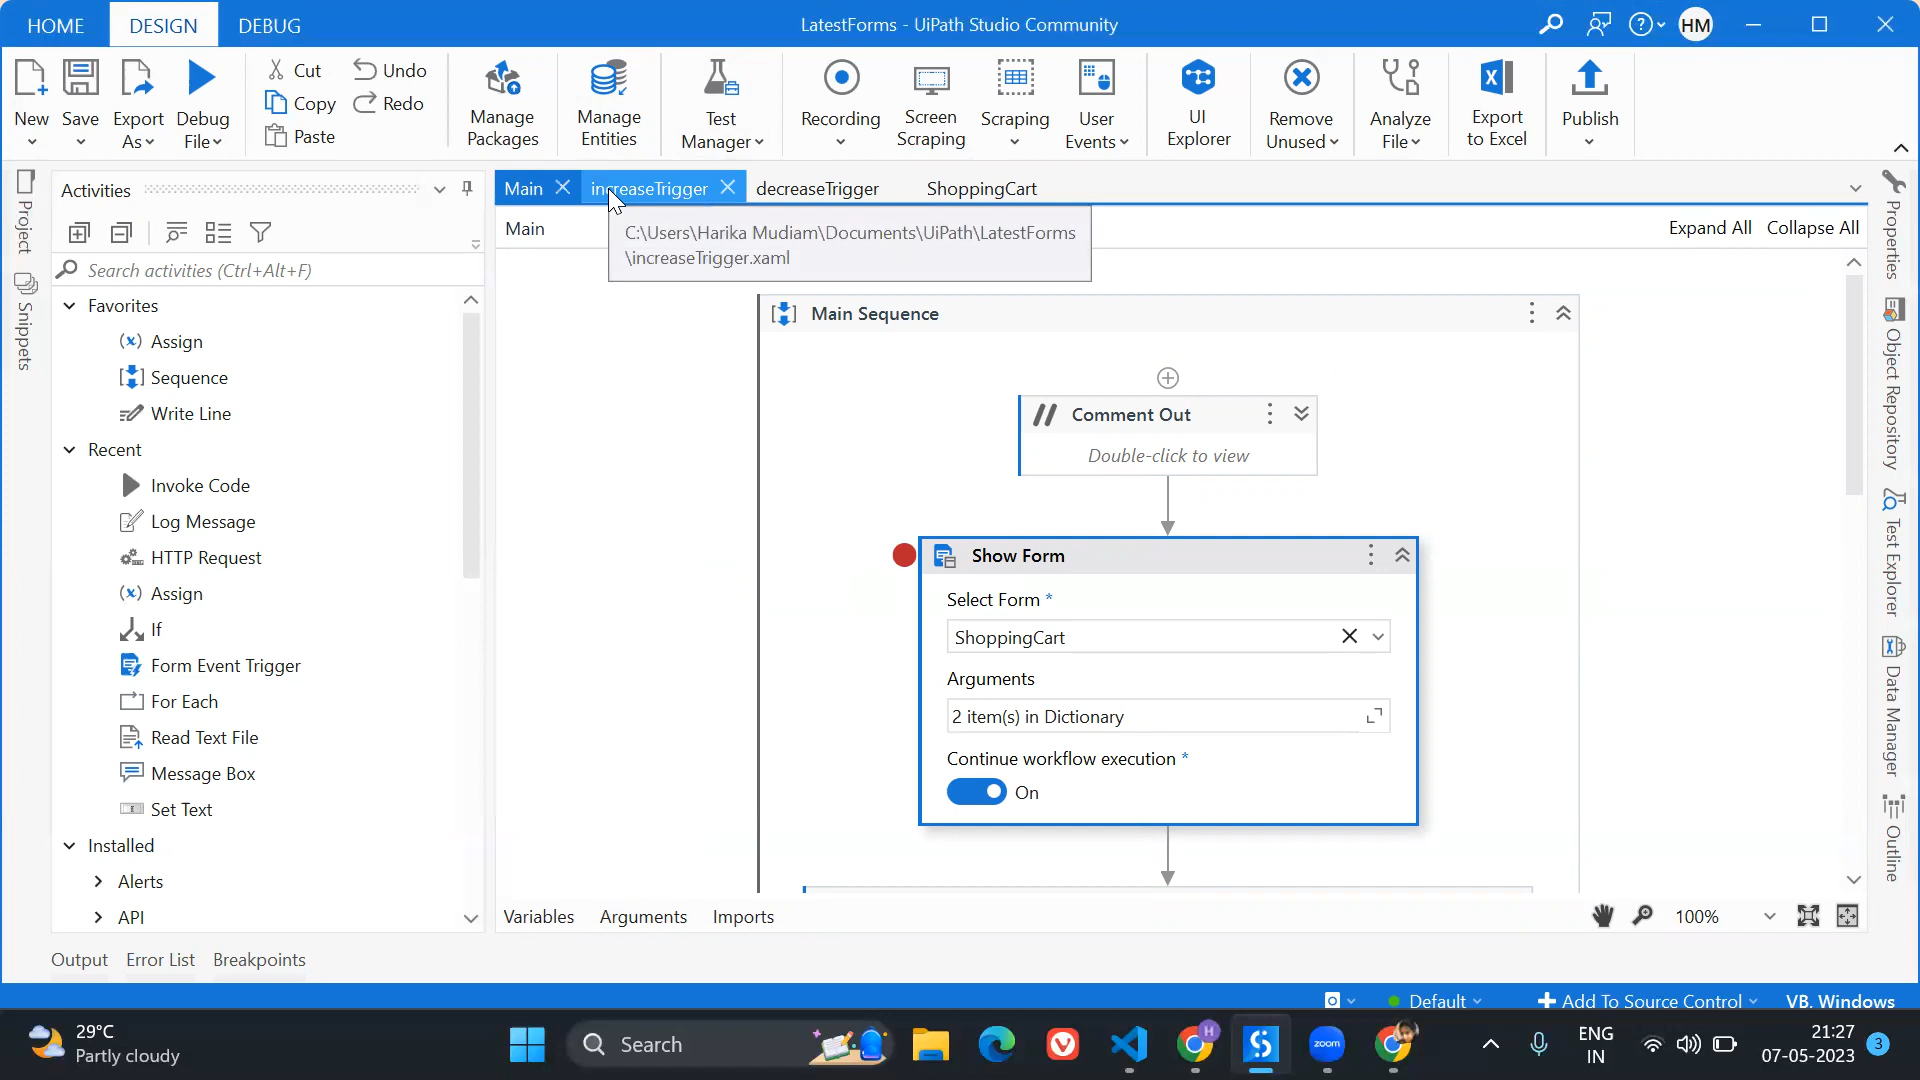 HOME DESIGN DEBUG LatestForms - UiPath Studio Community HM
New Save Export As Debug File
Cut Copy Paste Undo Redo
Manage Packages
Manage Entities
Test Manager
Recording
Screen Scraping
Scraping
User Events
UI Explorer
Remove Unused
Analyze File
Export to Excel
Publish
Project
Snippets
Activities
Search activities (Ctrl+Alt+F)
Favorites
Assign
Sequence
Write Line
Recent
Invoke Code
Log Message
HTTP Request
Assign
If
Form Event Trigger
For Each
Read Text File
Message Box
Set Text
Installed
Alerts
API
Main increaseTrigger decreaseTrigger ShoppingCart
Main Expand All Collapse All
C:\Users\Harika Mudiam\Documents\UiPath\LatestForms
\increaseTrigger.xaml
Main Sequence
Comment Out
Double-click to view
Show Form
Select Form *
ShoppingCart
Arguments
2 item(s) in Dictionary
Continue workflow execution *
On
Variables Arguments Imports 100%
Properties
Object Repository
Test Explorer
Data Manager
Outline
Output Error List Breakpoints
Default Add To Source Control VB, Windows
29°C
Partly cloudy
Search
zoom
H
ENG
IN
21:27
07-05-2023
3